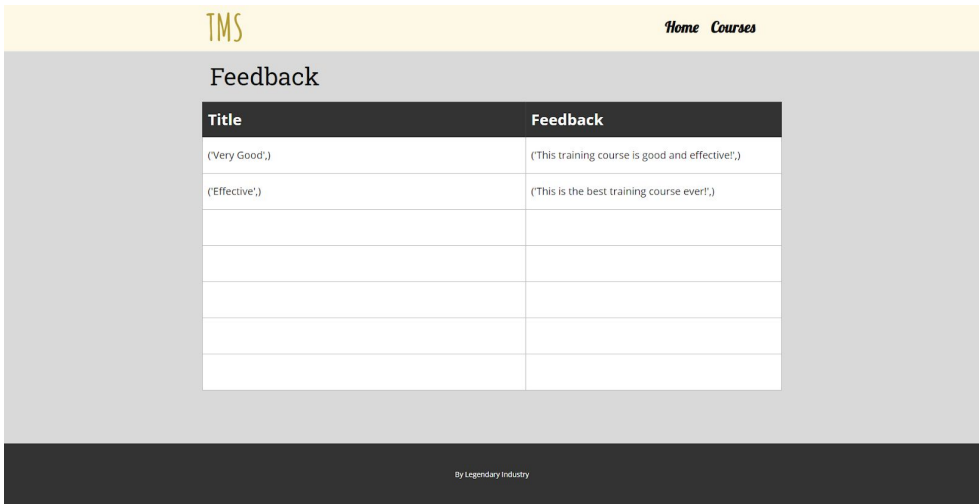 TMS
Home Courses
Feedback
Title Feedback
('Very Good',) ('This training course is good and effective!',)
('Effective',) ('This is the best training course ever!',)
By Legendary Industry